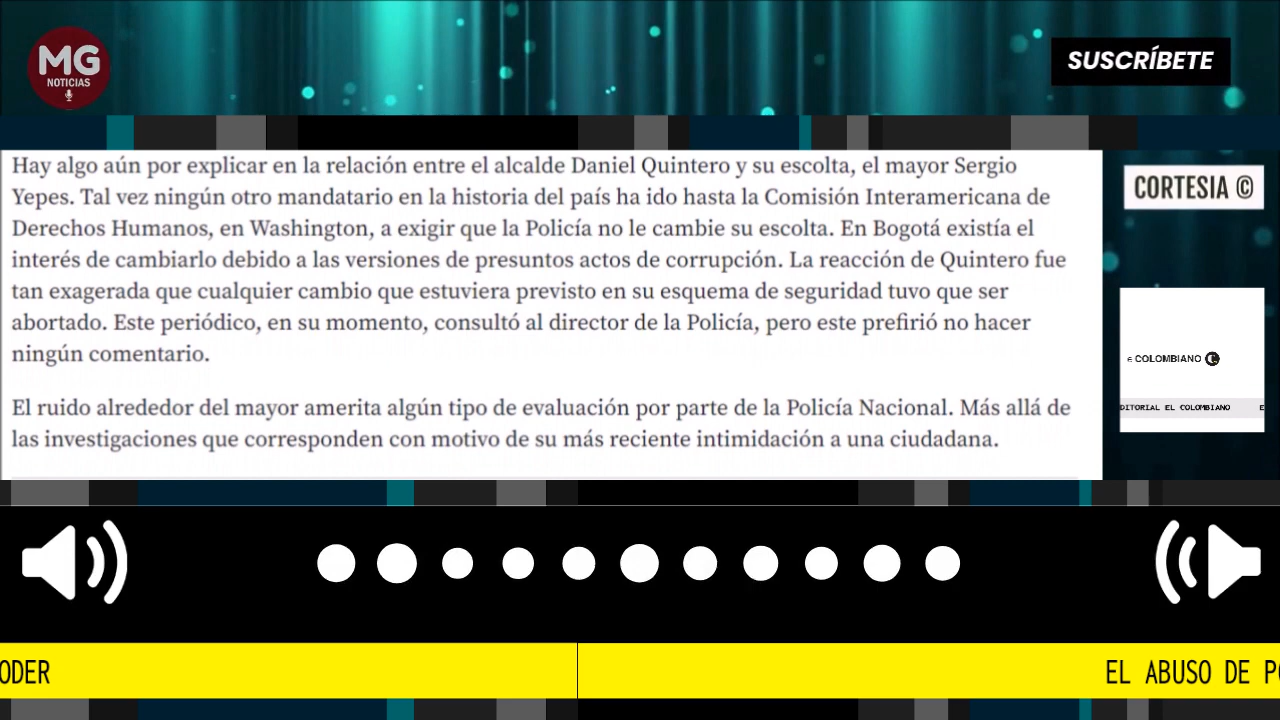 MG
NOTICIAS
SUSCRÍBETE
Hay algo aún por explicar en la relación entre el alcalde Daniel Quintero y su escolta, el mayor Sergio
Yepes. Tal vez ningún otro mandatario en la historia del país ha ido hasta la Comisión Interamericana de
Derechos Humanos, en Washington, a exigir que la Policía no le cambie su escolta. En Bogotá existía el
interés de cambiarlo debido a las versiones de presuntos actos de corrupción. La reacción de Quintero fue
tan exagerada que cualquier cambio que estuviera previsto en su esquema de seguridad tuvo que ser
abortado. Este periódico, en su momento, consultó al director de la Policía, pero este prefirió no hacer
ningún comentario.
El ruido alrededor del mayor amerita algún tipo de evaluación por parte de la Policía Nacional. Más allá de
las investigaciones que corresponden con motivo de su más reciente intimidación a una ciudadana.
CORTESIA ©
COLOMBIANO
DITORIAL EL COLOMBIANO E
ODER
EL ABUSO DE P